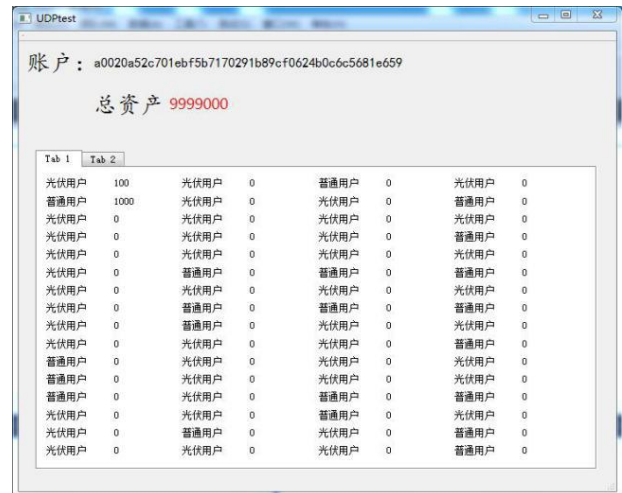 UDPtest
账户：a0020a52c701ebf5b7170291b89cf0624b0c6c5681e659
总资产 9999000
Tab 1 Tab 2
光伏用户 100 光伏用户 0 普通用户 0 光伏用户 0
普通用户 1000 光伏用户 0 光伏用户 0 普通用户 0
光伏用户 0 光伏用户 0 光伏用户 0 光伏用户 0
光伏用户 0 光伏用户 0 光伏用户 0 普通用户 0
光伏用户 0 光伏用户 0 光伏用户 0 光伏用户 0
光伏用户 0 普通用户 0 普通用户 0 普通用户 0
光伏用户 0 光伏用户 0 光伏用户 0 光伏用户 0
光伏用户 0 普通用户 0 普通用户 0 光伏用户 0
光伏用户 0 普通用户 0 光伏用户 0 光伏用户 0
光伏用户 0 光伏用户 0 光伏用户 0 普通用户 0
普通用户 0 光伏用户 0 光伏用户 0 光伏用户 0
普通用户 0 光伏用户 0 光伏用户 0 光伏用户 0
普通用户 0 光伏用户 0 普通用户 0 普通用户 0
光伏用户 0 光伏用户 0 普通用户 0 光伏用户 0
光伏用户 0 普通用户 0 光伏用户 0 普通用户 0
光伏用户 0 光伏用户 0 光伏用户 0 普通用户 0